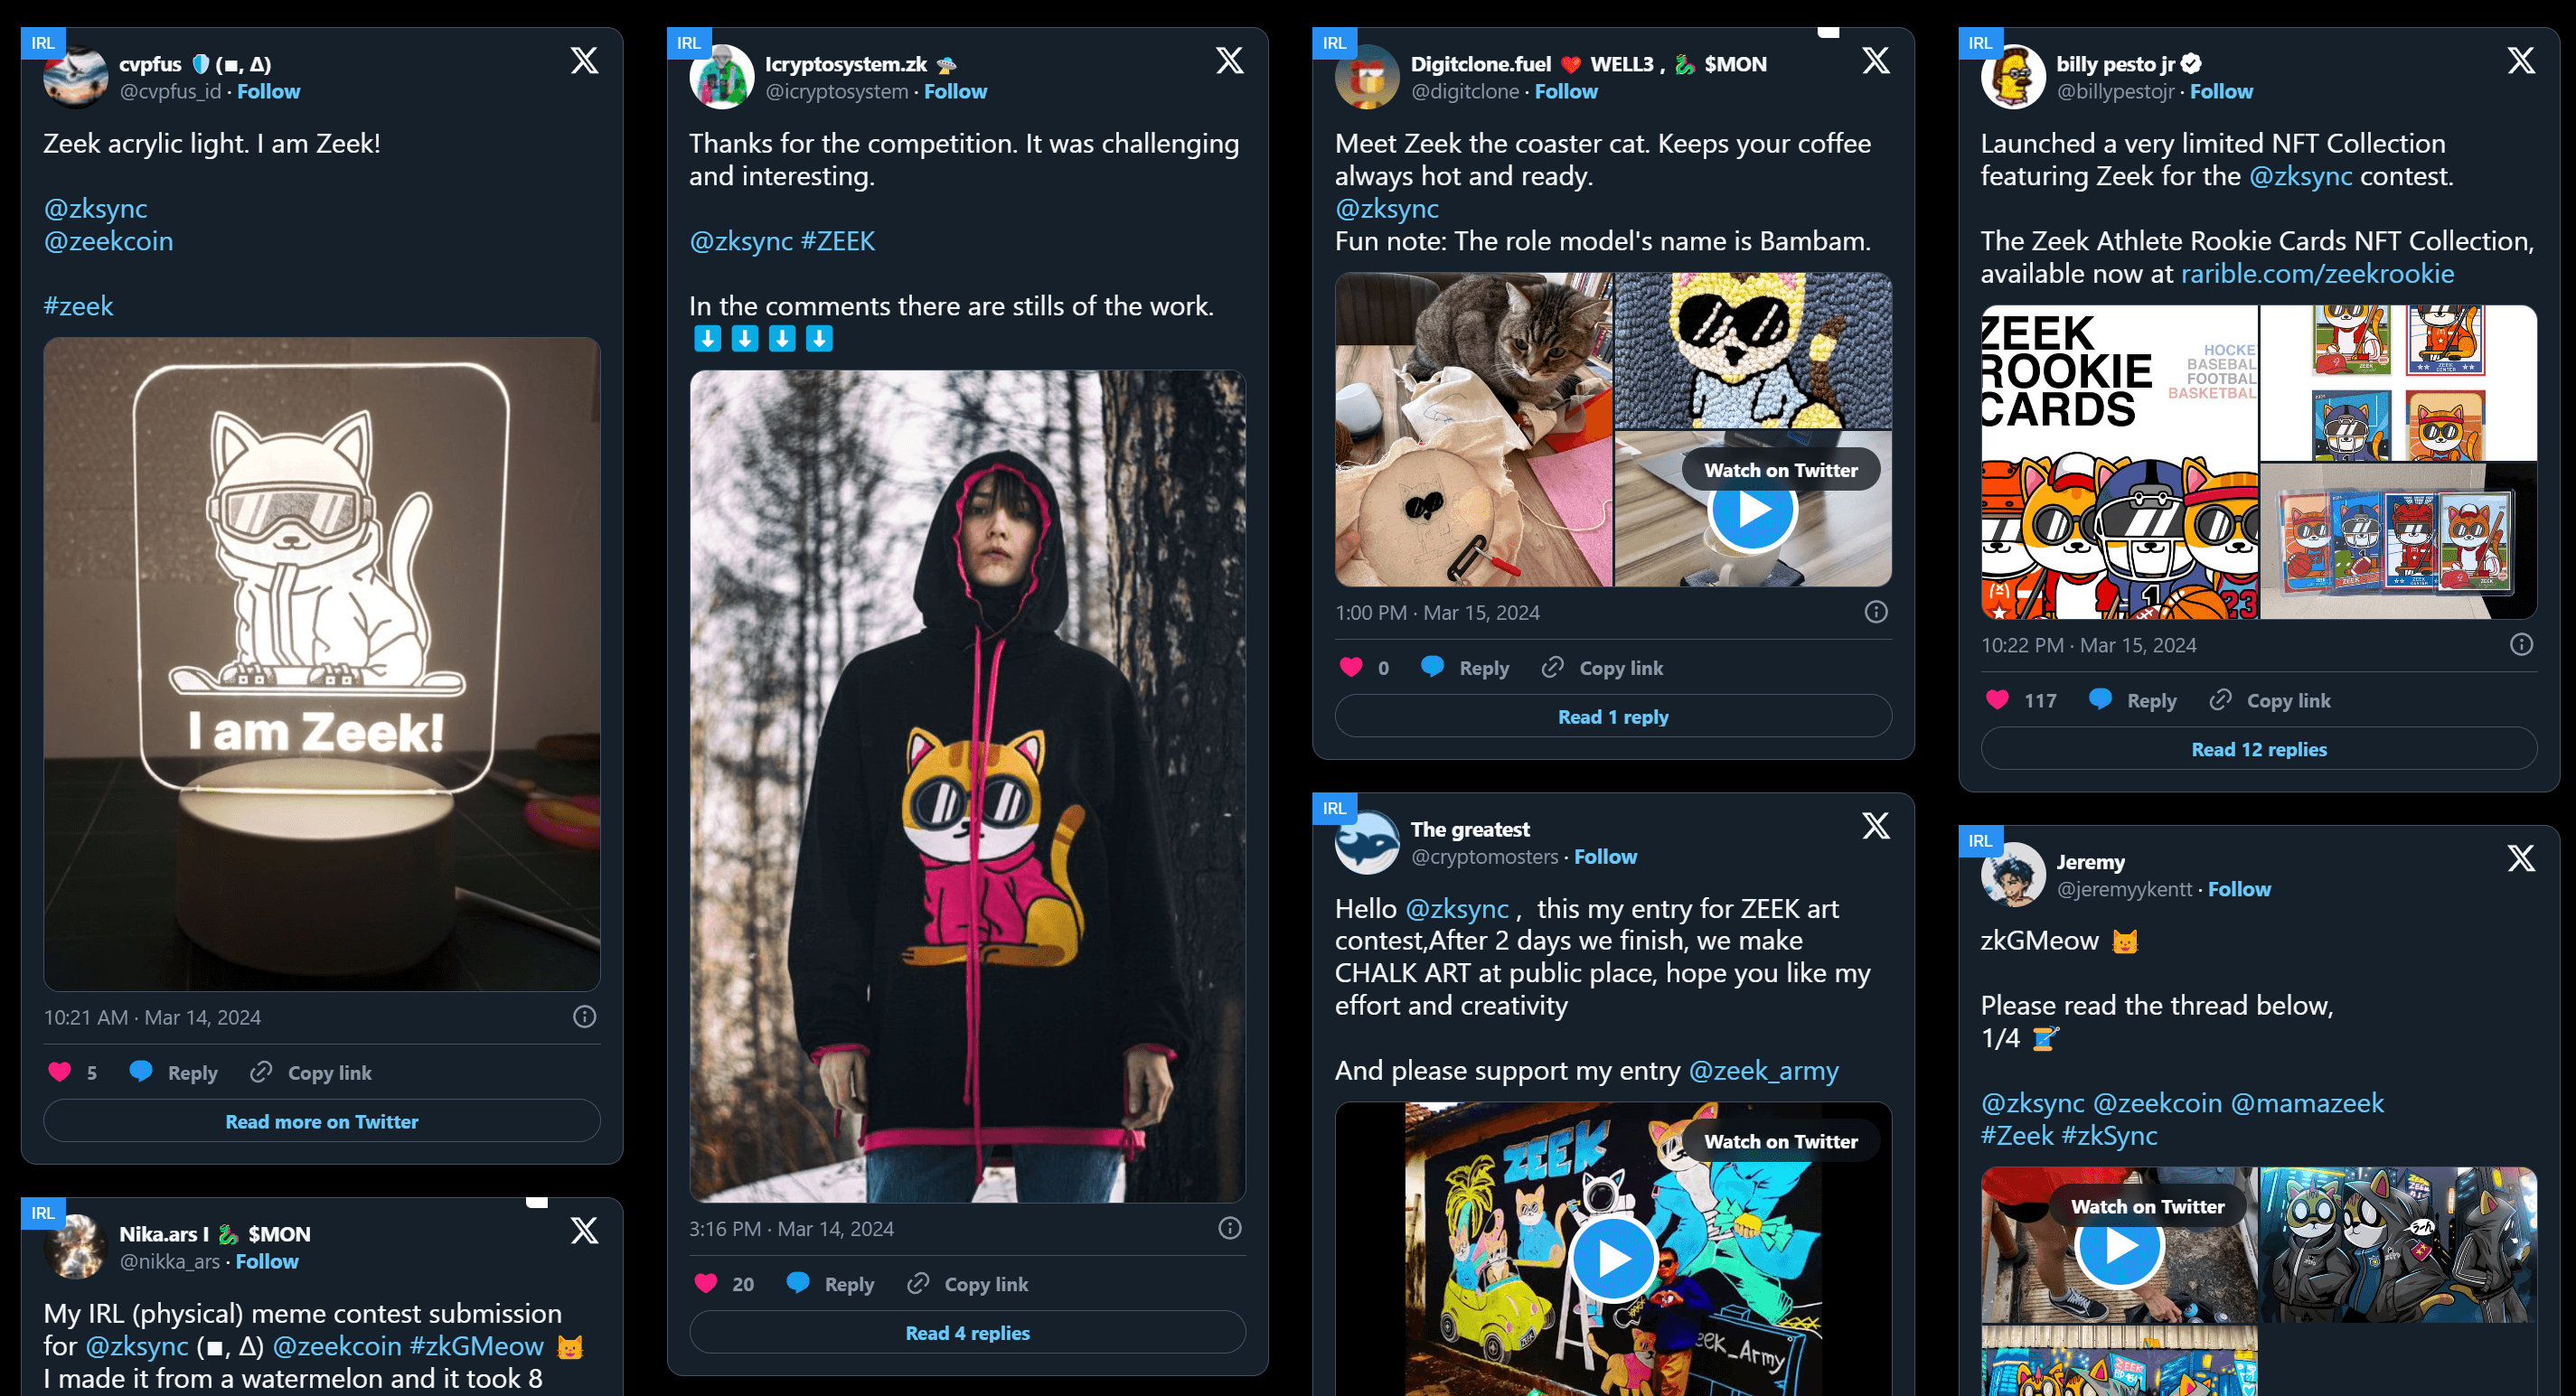 IRL
cvpfus 🛡️ (■, Δ)
@cvpfus_id · Follow
Zeek acrylic light. I am Zeek!
@zksync
@zeekcoin
#zeek
I am Zeek!
10:21 AM · Mar 14, 2024
5 Reply Copy link
Read more on Twitter
IRL
Nika.ars I 🐉 $MON
@nikka_ars · Follow
My IRL (physical) meme contest submission
for @zksync (■, Δ) @zeekcoin #zkGMeow 😺
I made it from a watermelon and it took 8
IRL
Icryptosystem.zk 🛸
@icryptosystem · Follow
Thanks for the competition. It was challenging
and interesting.
@zksync #ZEEK
In the comments there are stills of the work.
⬇️ ⬇️ ⬇️ ⬇️
3:16 PM · Mar 14, 2024
20 Reply Copy link
Read 4 replies
IRL
Digitclone.fuel ❤️ WELL3 , 🐉 $MON
@digitclone · Follow
Meet Zeek the coaster cat. Keeps your coffee
always hot and ready.
@zksync
Fun note: The role model's name is Bambam.
Watch on Twitter
1:00 PM · Mar 15, 2024
0 Reply Copy link
Read 1 reply
IRL
The greatest
@cryptomosters · Follow
Hello @zksync ,  this my entry for ZEEK art
contest,After 2 days we finish, we make
CHALK ART at public place, hope you like my
effort and creativity
And please support my entry @zeek_army
Watch on Twitter
ZEEK
eek_Army
IRL
billy pesto jr
@billypestojr · Follow
Launched a very limited NFT Collection
featuring Zeek for the @zksync contest.
The Zeek Athlete Rookie Cards NFT Collection,
available now at rarible.com/zeekrookie
ZEEK
ROOKIE
CARDS
HOCKE
BASEBAL
FOOTBAL
BASKETBAL
1
23
10:22 PM · Mar 15, 2024
117 Reply Copy link
Read 12 replies
IRL
Jeremy
@jeremyykentt · Follow
zkGMeow 😺
Please read the thread below,
1/4 🧵
@zksync @zeekcoin @mamazeek
#Zeek #zkSync
Watch on Twitter